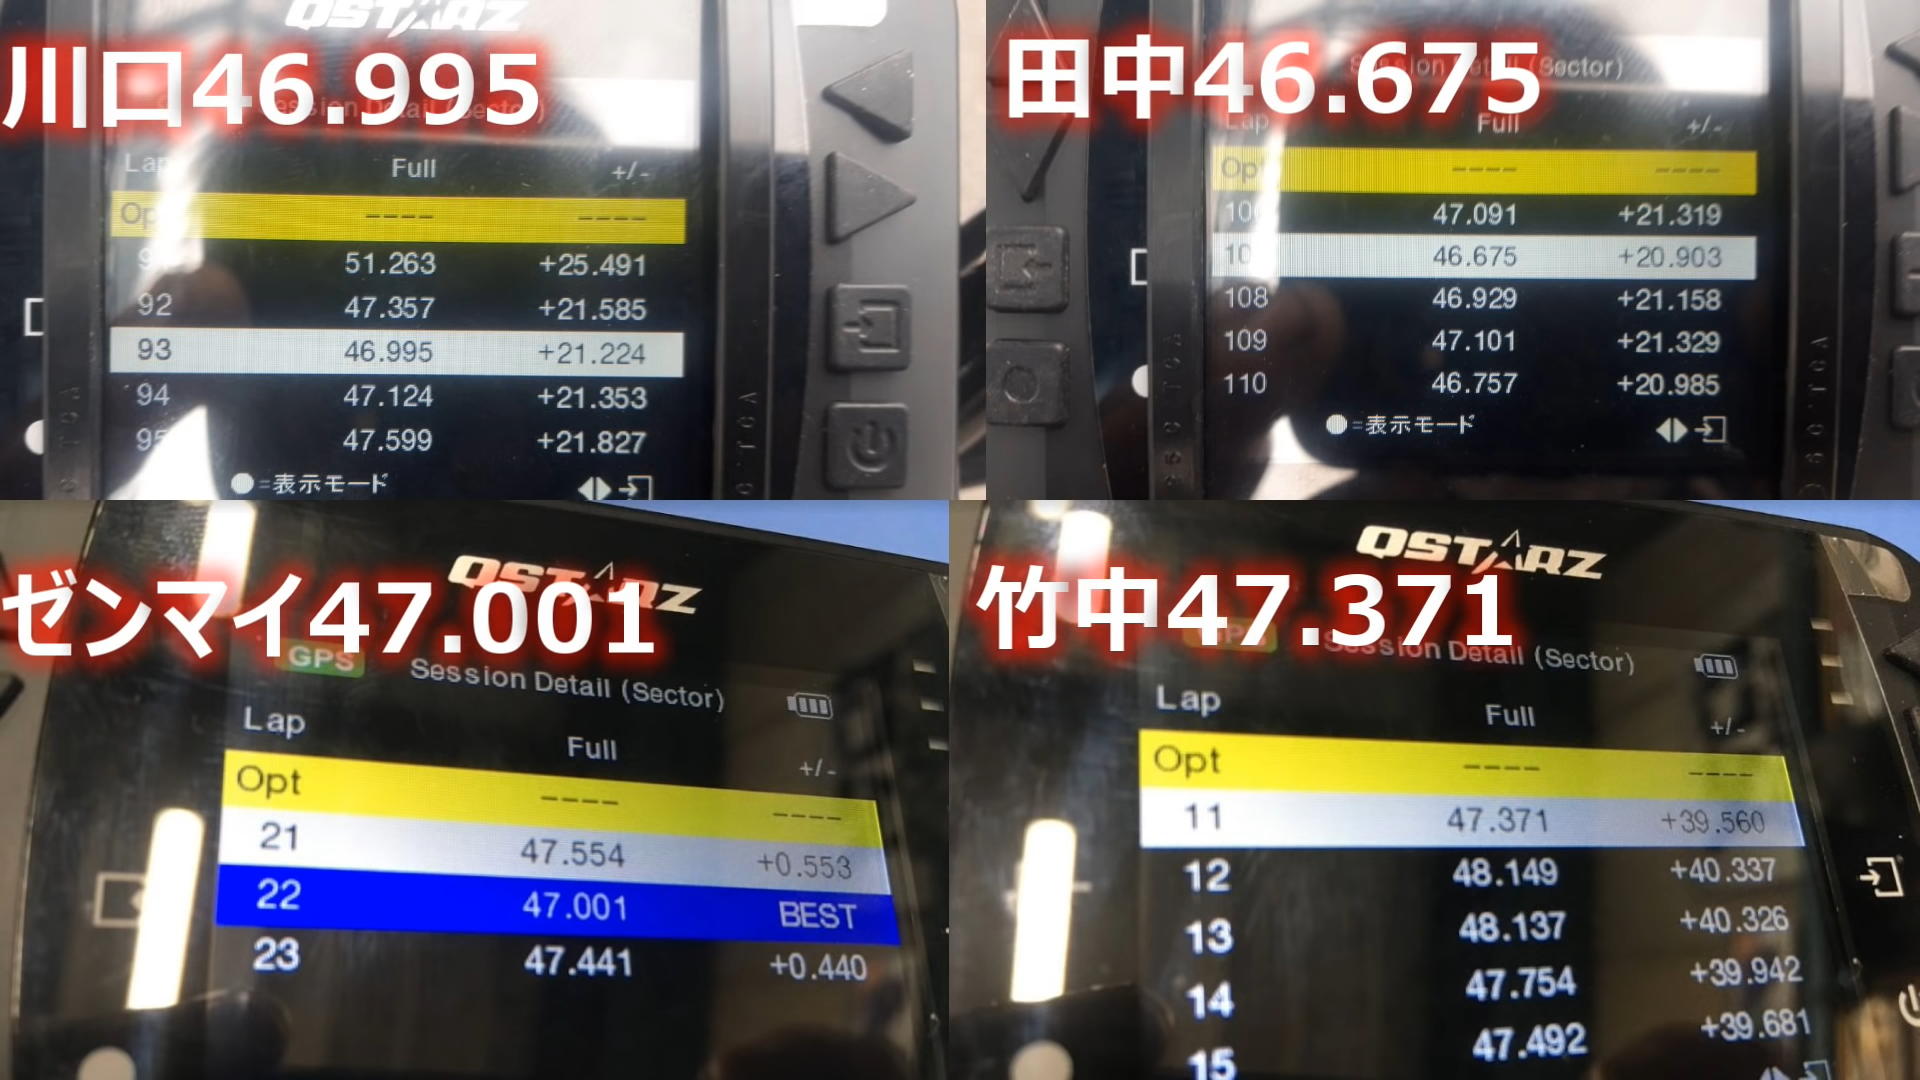 QSTARZ
川口46.995
Lap Full +/-
---- ----
51.263 +25.491
92 47.357 +21.585
93 46.995 +21.224
94 47.124 +21.353
95 47.599 +21.827
=表示モード
田中46.675
(Sector)
Lap Full +/-
Opt ---- ----
47.091 +21.319
46.675 +20.903
108 46.929 +21.158
109 47.101 +21.329
110 46.757 +20.985
=表示モード
QSTARZ
ゼンマイ47.001
GPS Session Detail (Sector)
Lap Full +/-
Opt ---- ----
21 47.554 +0.553
22 47.001 BEST
23 47.441 +0.440
QSTARZ
竹中47.371
Session Detail (Sector)
Lap Full +/-
Opt ---- ----
11 47.371 +39.560
12 48.149 +40.337
13 48.137 +40.326
14 47.754 +39.942
15 47.492 +39.681